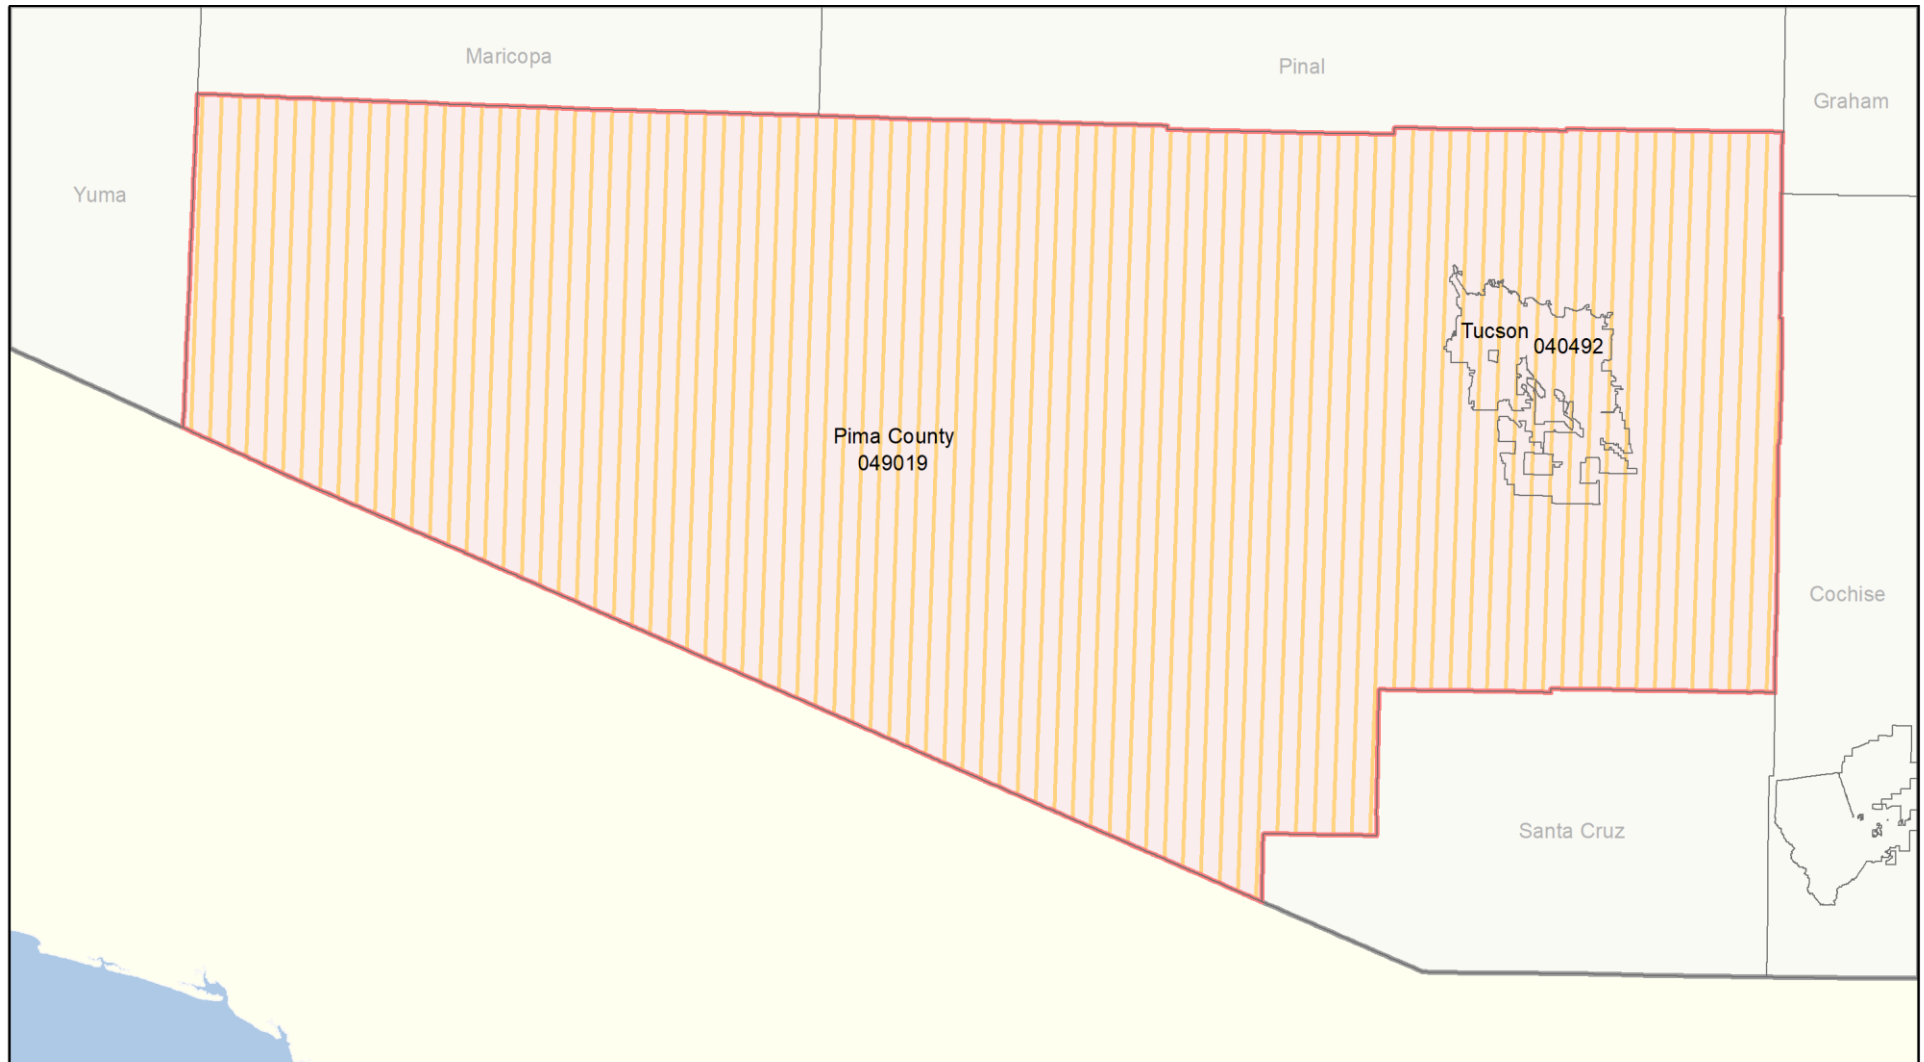 Maricopa
Pinal
Graham
Yuma
Tucson
040492
Pima County
049019
Cochise
Santa Cruz